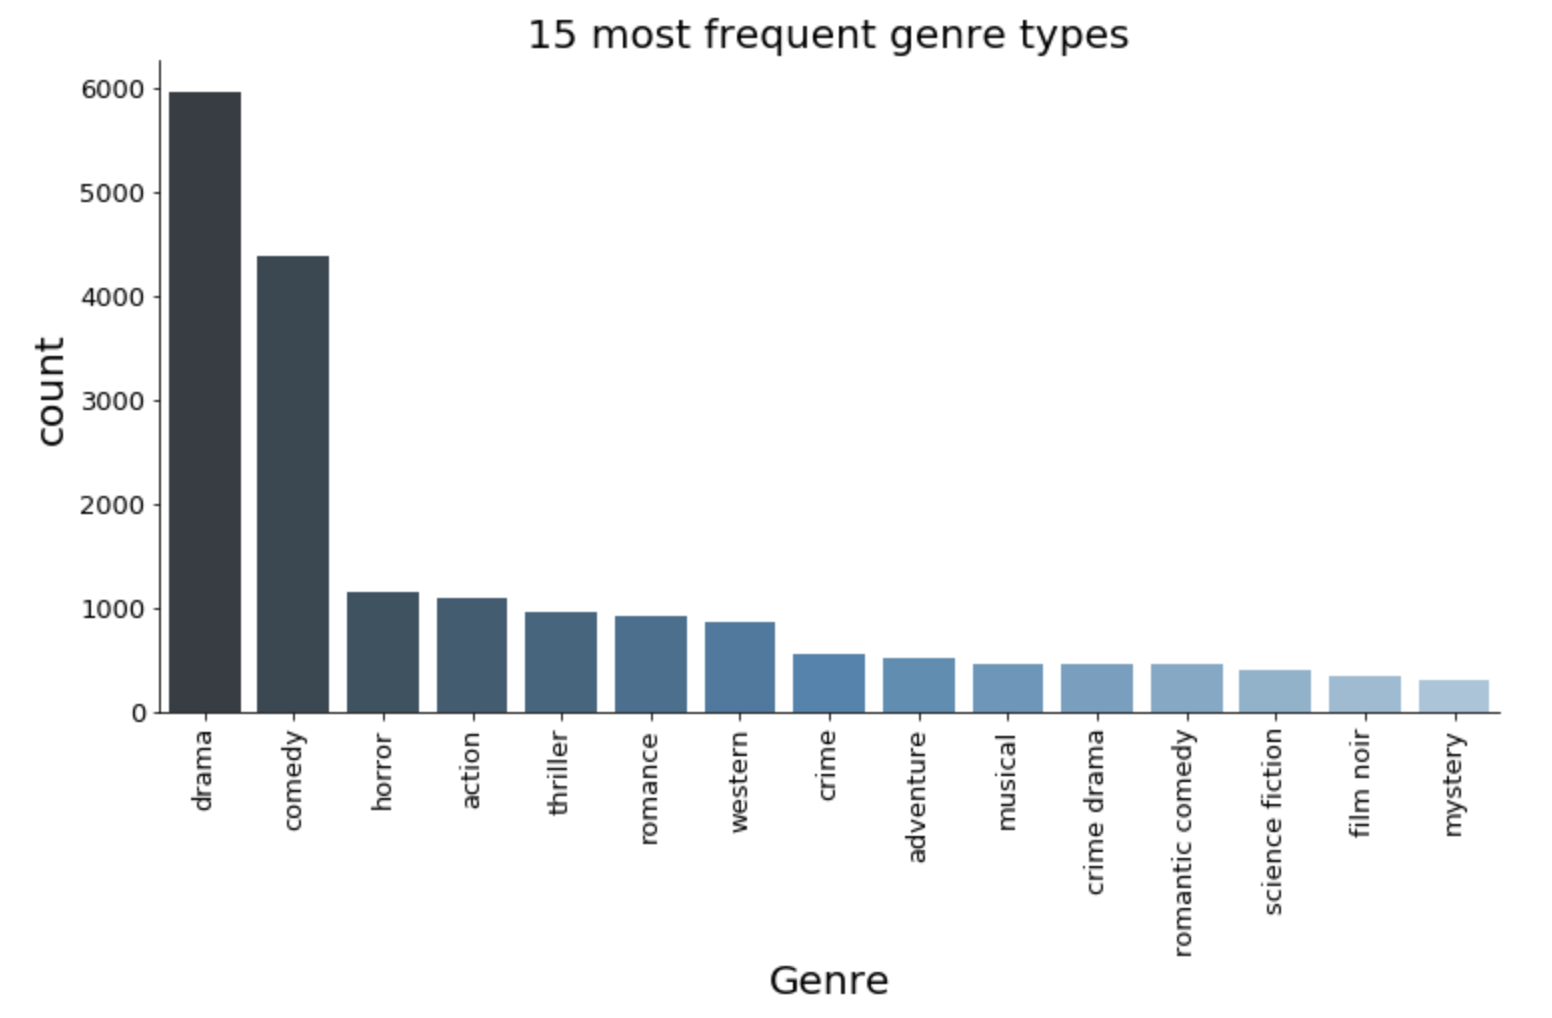 15 most frequent genre types
count
6000
5000
4000
3000
2000
1000
0
drama
comedy
horror
action
thriller
romance
western
crime
adventure
musical
crime drama
romantic comedy
science fiction
film noir
mystery
Genre